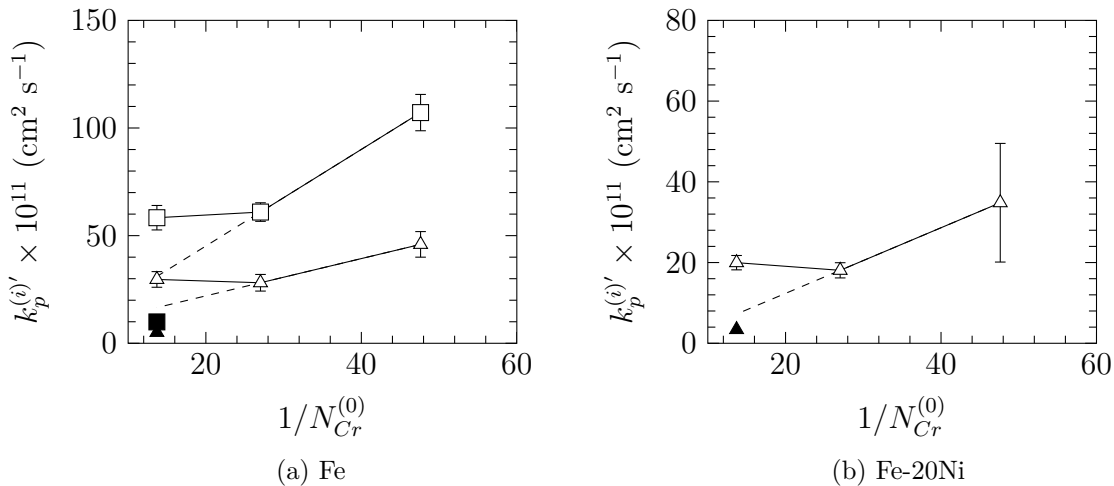 150
100
50
0
20
40
60
k_p^{(i)'} × 10^{11} (cm^2 s^{−1})
1/N_{Cr}^{(0)}
(a) Fe
80
60
40
20
0
20
40
60
k_p^{(i)'} × 10^{11} (cm^2 s^{−1})
1/N_{Cr}^{(0)}
(b) Fe-20Ni